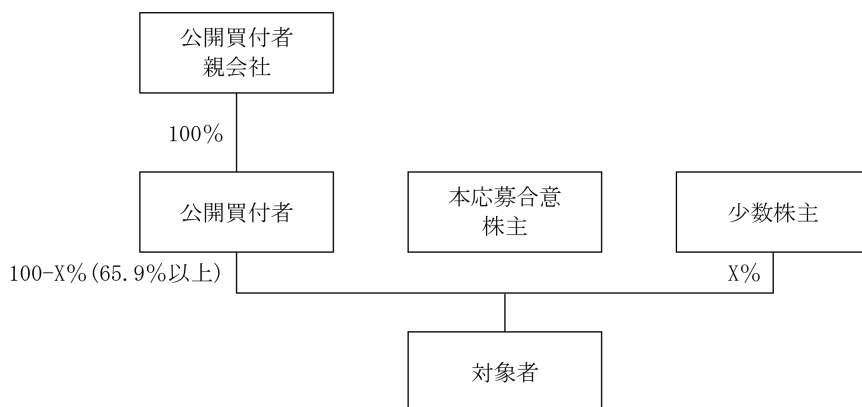 公開買付者
親会社
100%
公開買付者
本応募合意
株主
少数株主
100-X%(65.9%以上)
X%
対象者